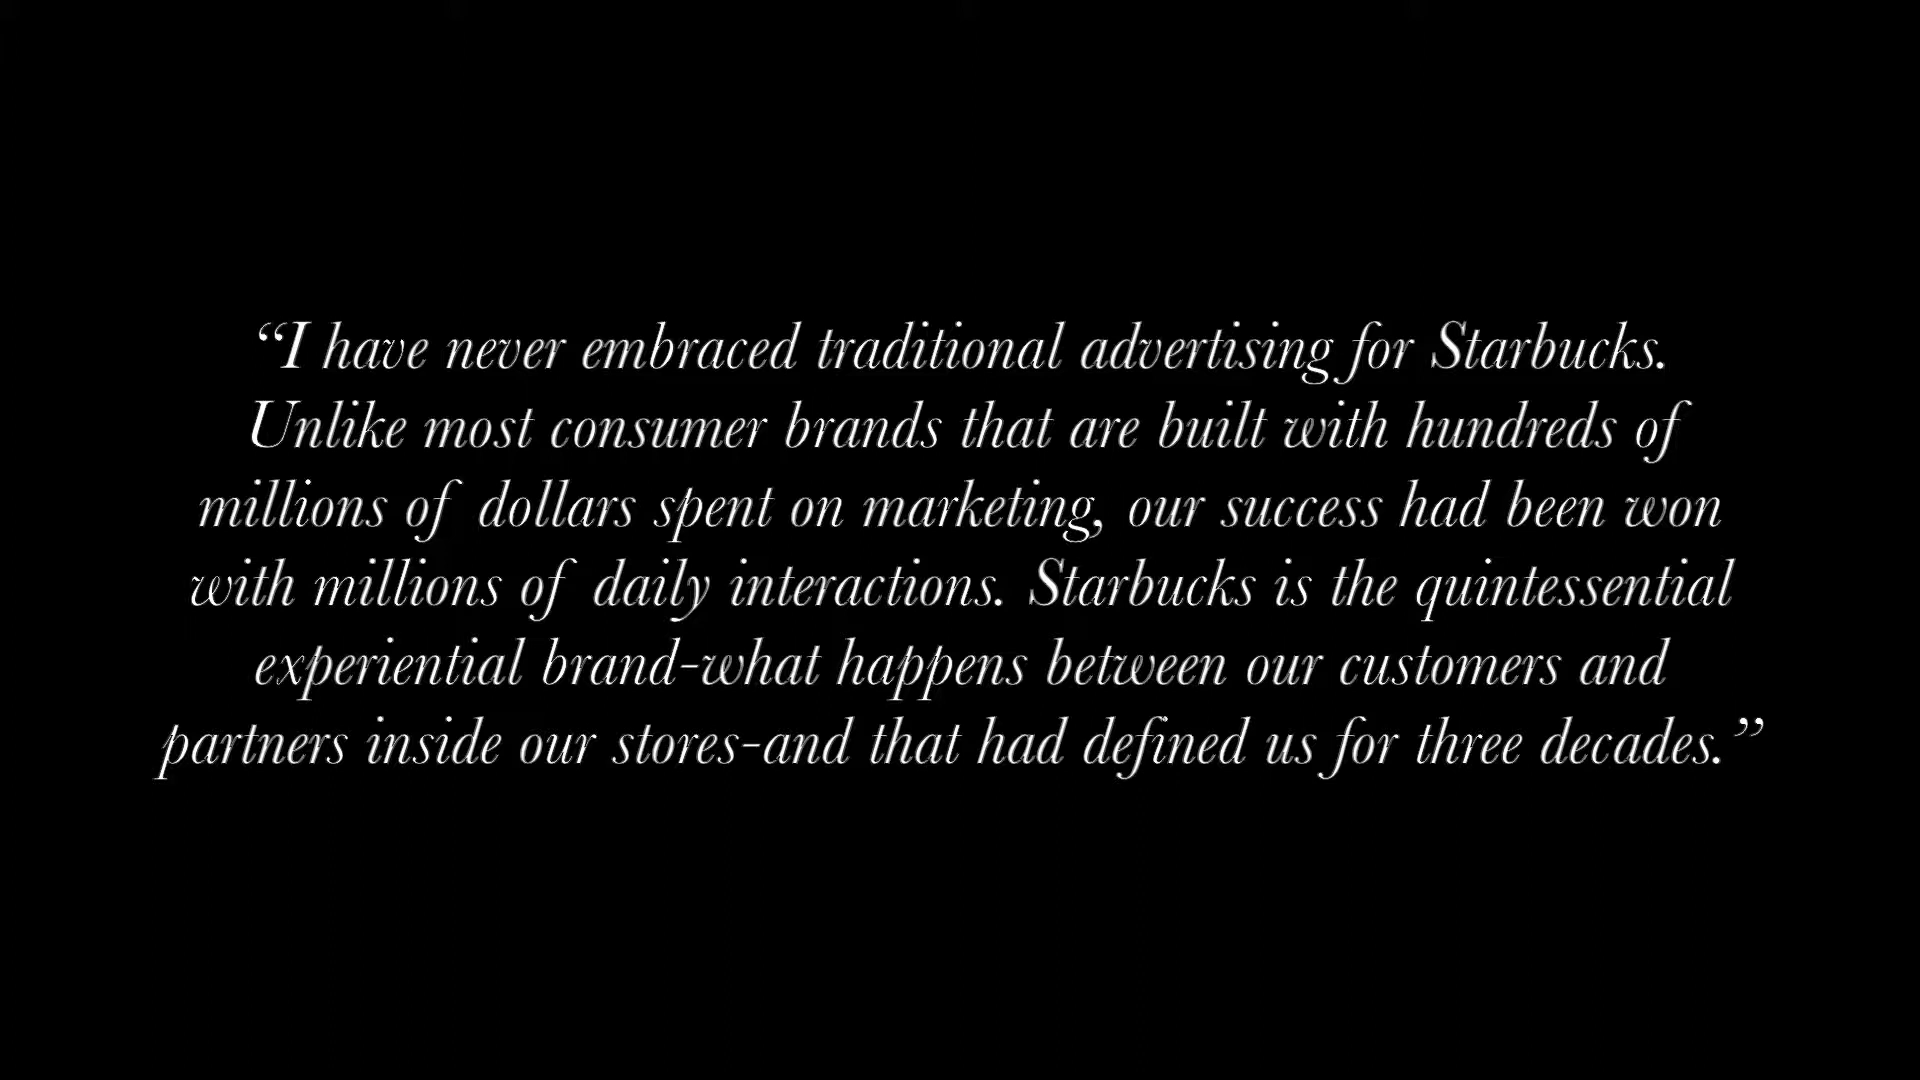 “I have never embraced traditional advertising for Starbucks.
Unlike most consumer brands that are built with hundreds of
millions of dollars spent on marketing, our success had been won
with millions of daily interactions. Starbucks is the quintessential
experiential brand-what happens between our customers and
partners inside our stores-and that had defined us for three decades.”